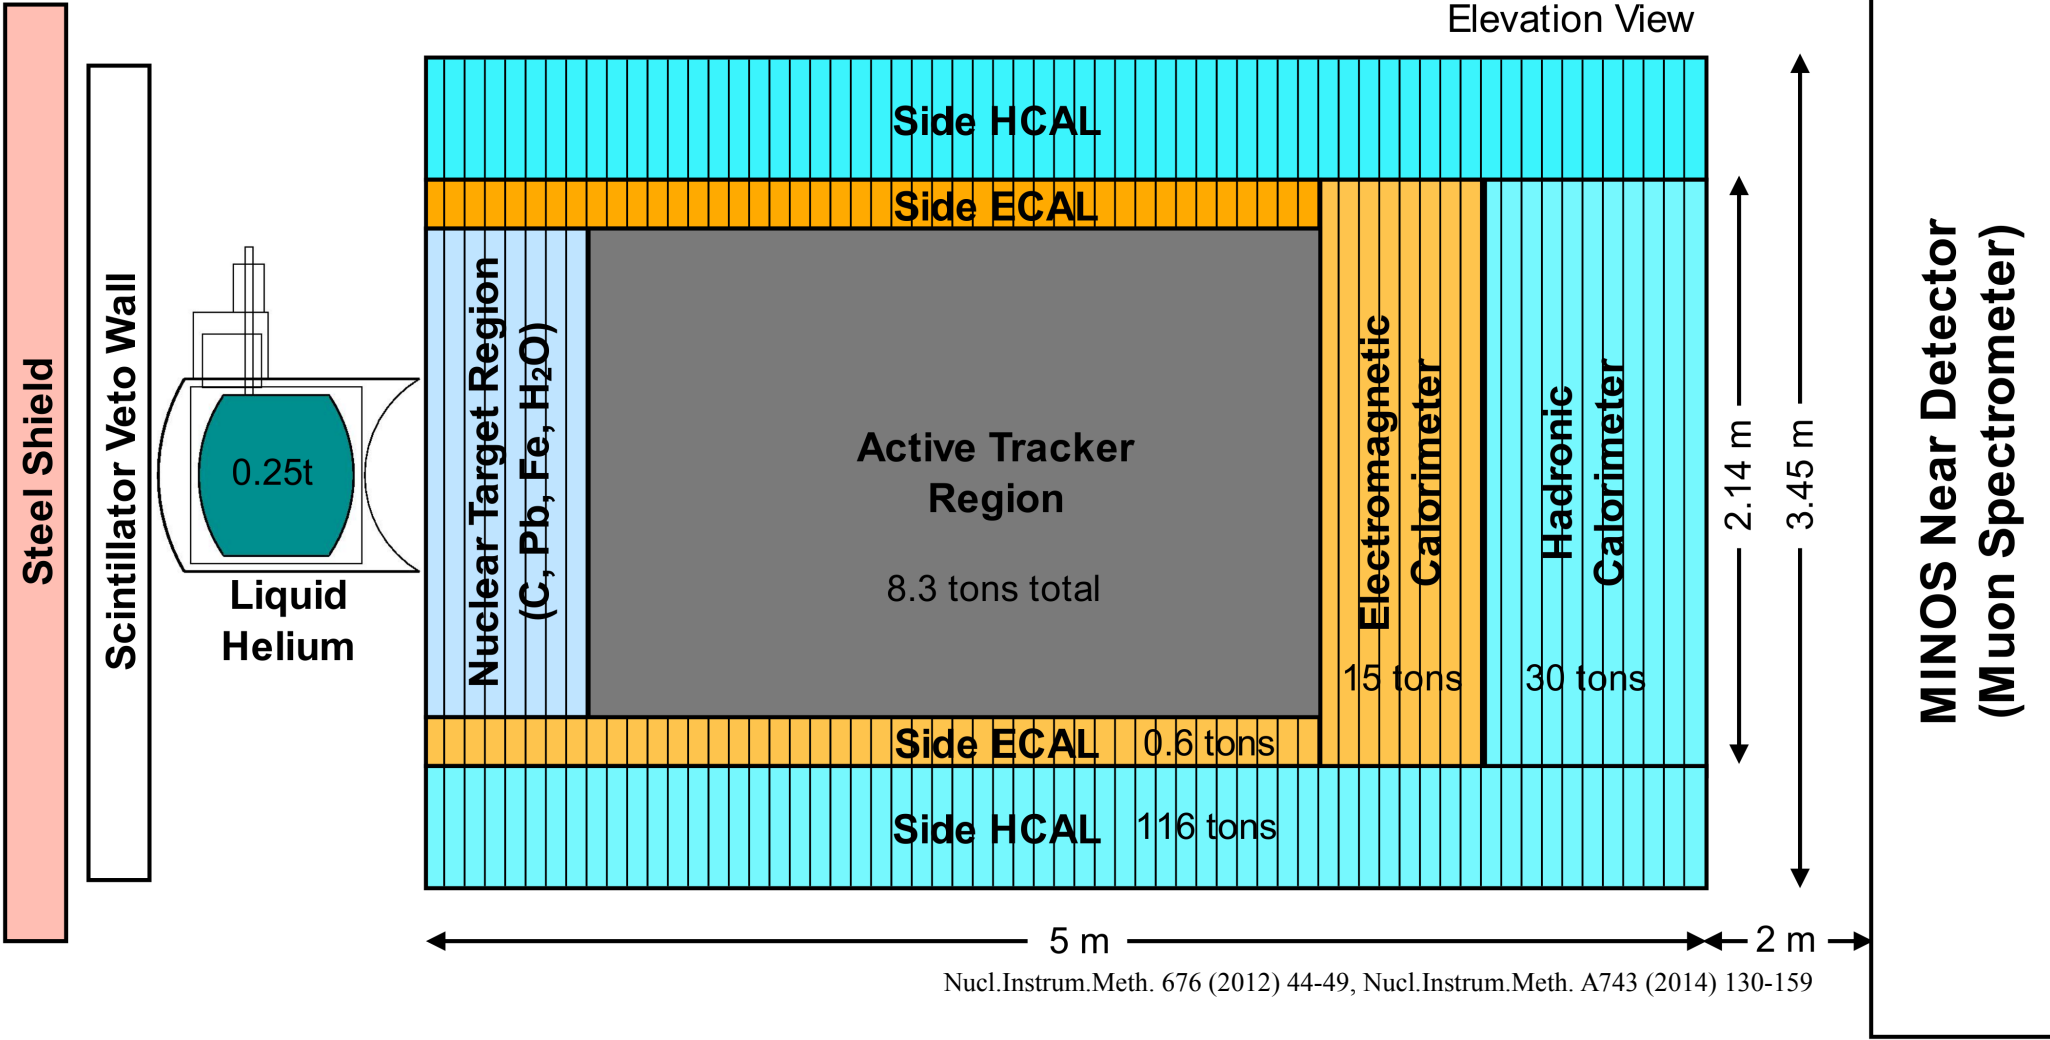 Elevation View
Steel Shield
Scintillator Veto Wall
0.25t
Liquid
Helium
Side HCAL
Side ECAL
Nuclear Target Region
(C, Pb, Fe, H₂O)
Active Tracker
Region
8.3 tons total
Electromagnetic
Calorimeter
15 tons
Hadronic
Calorimeter
30 tons
Side ECAL 0.6 tons
Side HCAL 116 tons
2.14 m
3.45 m
MINOS Near Detector
(Muon Spectrometer)
5 m
2 m
Nucl.Instrum.Meth. 676 (2012) 44-49, Nucl.Instrum.Meth. A743 (2014) 130-159